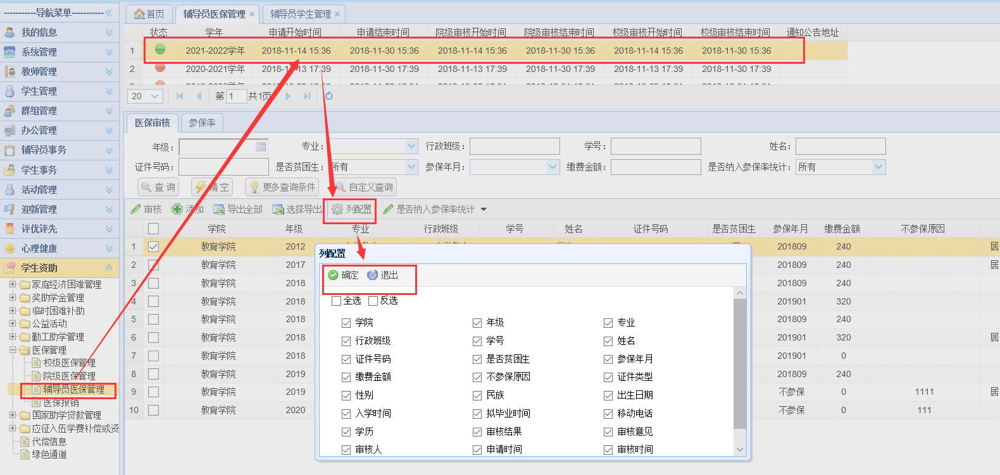 -----------导航菜单-----------
首页 辅导员医保管理 × 辅导员学生管理 ×
我的信息
系统管理
教师管理
学生管理
群组管理
办公管理
辅导员事务
学生事务
活动管理
迎新管理
评优评先
心理健康
学生资助
家庭经济困难管理
奖助学金管理
临时困难补助
公益活动
勤工助学管理
医保管理
校级医保管理
院级医保管理
辅导员医保管理
医保报销
国家助学贷款管理
应征入伍学费补偿或资
代偿信息
绿色通道
状态 学年 申请开始时间 申请结束时间 院级审核开始时间 院级审核结束时间 校级审核开始时间 校级审核结束时间 通知公告地址
1 2021-2022学年 2018-11-14 15:36 2018-11-30 15:36 2018-11-14 15:36 2018-11-30 15:36 2018-11-14 15:36 2018-11-30 15:36
2 2020-2021学年 2018-11-13 17:39 2018-11-30 17:39 2018-11-13 17:39 2018-11-30 17:39 2018-11-13 17:39 2018-11-30 17:39
20 第 1 共1页
医保审核 参保率
年级: 专业: 行政班级: 学号: 姓名:
证件号码: 是否贫困生: 所有 参保年月: 缴费金额: 是否纳入参保率统计: 所有
查 询 清 空 更多查询条件 自定义查询
审核 添加 导出全部 选择导出 列配置 是否纳入参保率统计
学院 年级 专业 行政班级 学号 姓名 证件号码 是否贫困生 参保年月 缴费金额 不参保原因
1 教育学院 2012 201809 240 居
2 教育学院 2017 201809 240 居
3 教育学院 2018 201809 240
4 教育学院 2018 201901 320
5 教育学院 2018 201809 240
6 教育学院 2018 201901 320 居
7 教育学院 2018 201901 0
8 教育学院 2019 201809 240
9 教育学院 2019 不参保 0 1111 居
10 教育学院 2020 不参保 0 111
列配置
确定 退出
全选 反选
学院 年级 专业
行政班级 学号 姓名
证件号码 是否贫困生 参保年月
缴费金额 不参保原因 证件类型
性别 民族 出生日期
入学时间 拟毕业时间 移动电话
学历 审核结果 审核意见
审核人 申请时间 审核时间